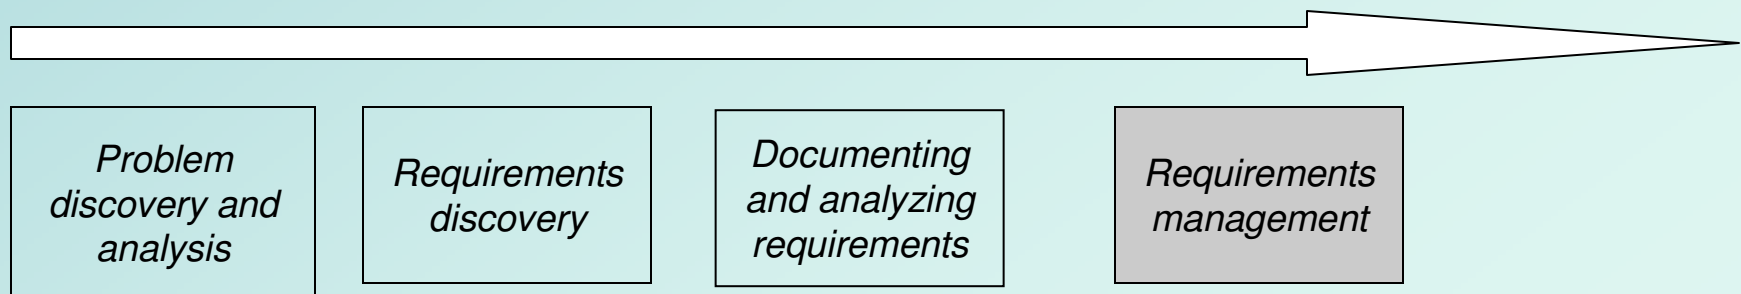 Problem
discovery and
analysis
Requirements
discovery
Documenting
and analyzing
requirements
Requirements
management